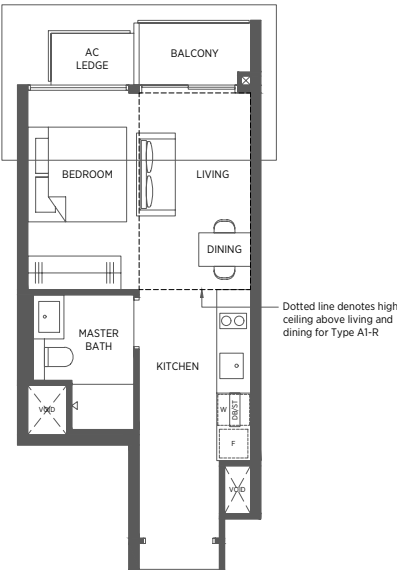 AC
LEDGE
BALCONY
BEDROOM
LIVING
DINING
Dotted line denotes high
ceiling above living and
dining for Type A1-R
MASTER
BATH
KITCHEN
VOID
W
DB/ST
F
VOID